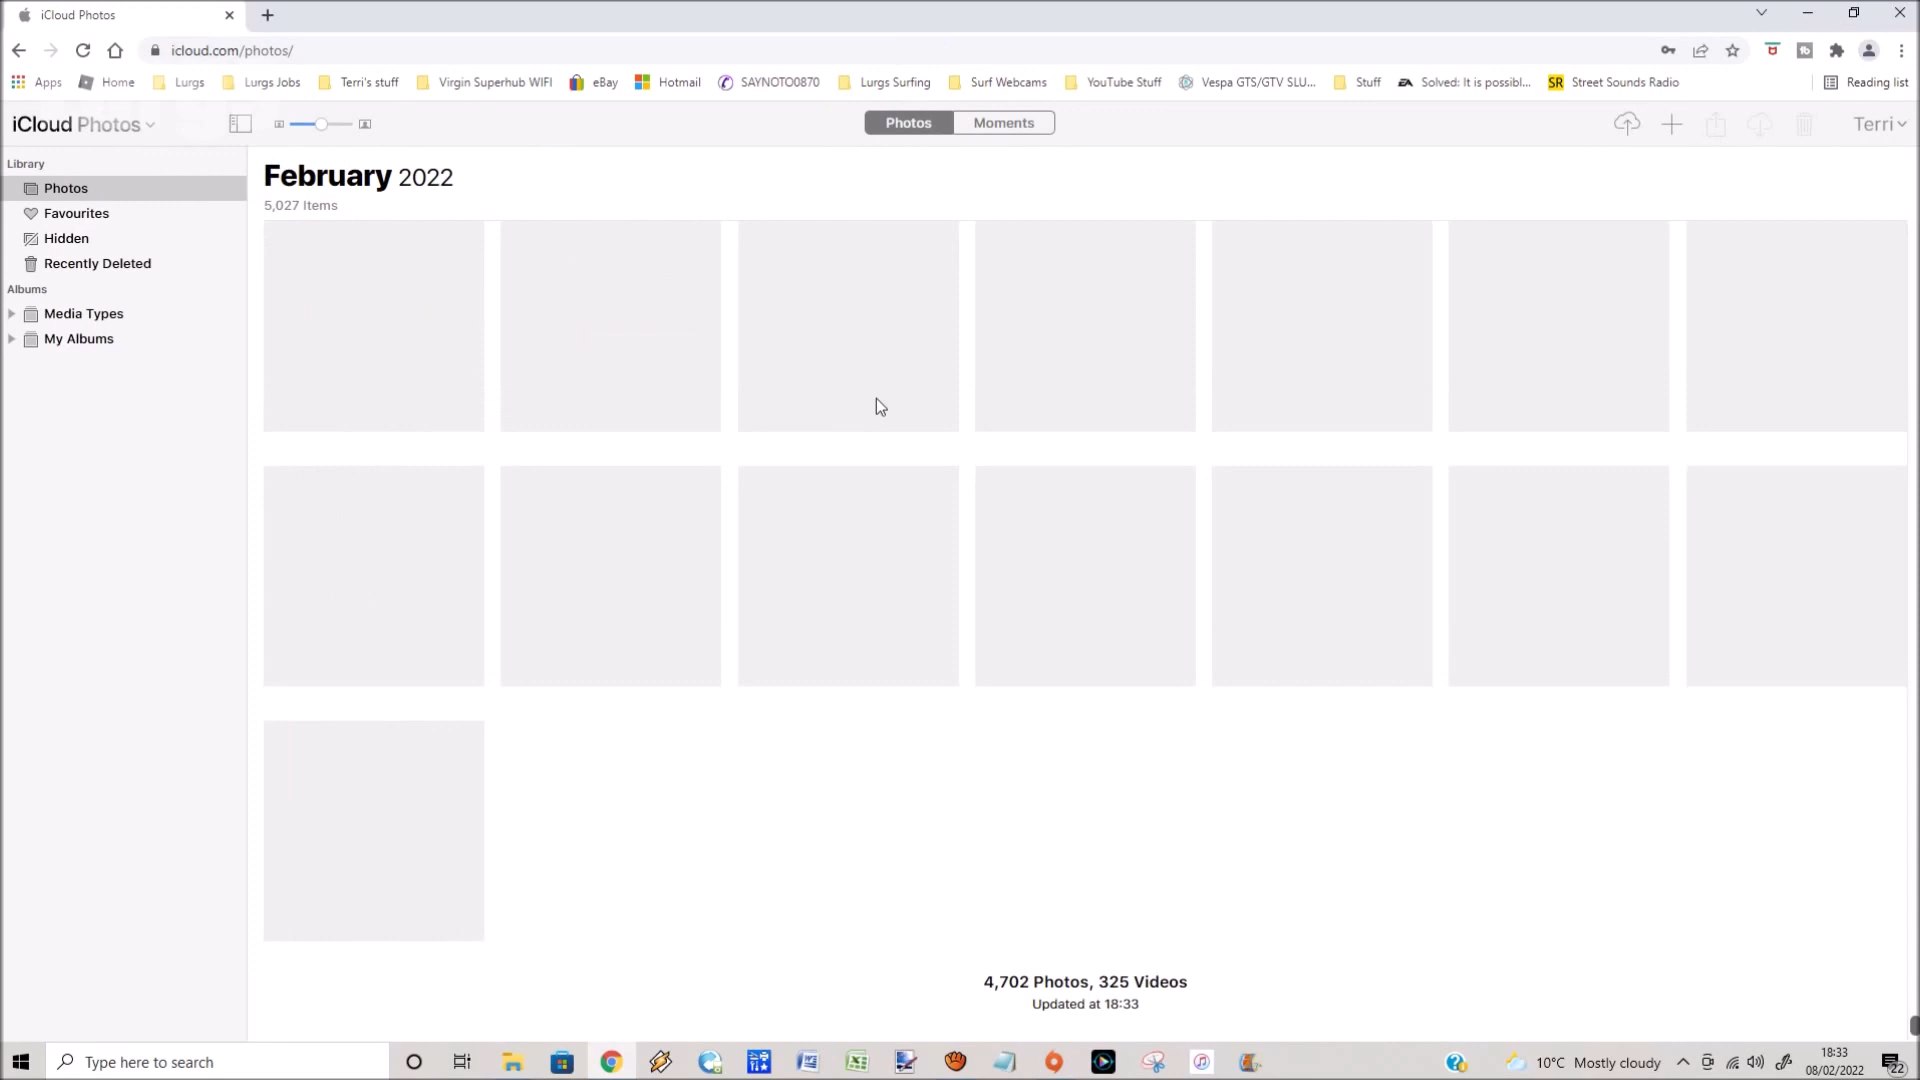 iCloud Photos
icloud.com/photos/
Apps
Home
Lurgs
Lurgs Jobs
Terri's stuff
Virgin Superhub WIFI
eBay
Hotmail
SAYNOTO0870
Lurgs Surfing
Surf Webcams
YouTube Stuff
Vespa GTS/GTV SLU...
Stuff
EA
Solved: It is possibl...
SR
Street Sounds Radio
Reading list
iCloud Photos
Photos
Moments
Terri
Library
Photos
Favourites
Hidden
Recently Deleted
Albums
Media Types
My Albums
February 2022
5,027 Items
4,702 Photos, 325 Videos
Updated at 18:33
Type here to search
10°C Mostly cloudy
18:33
08/02/2022
22